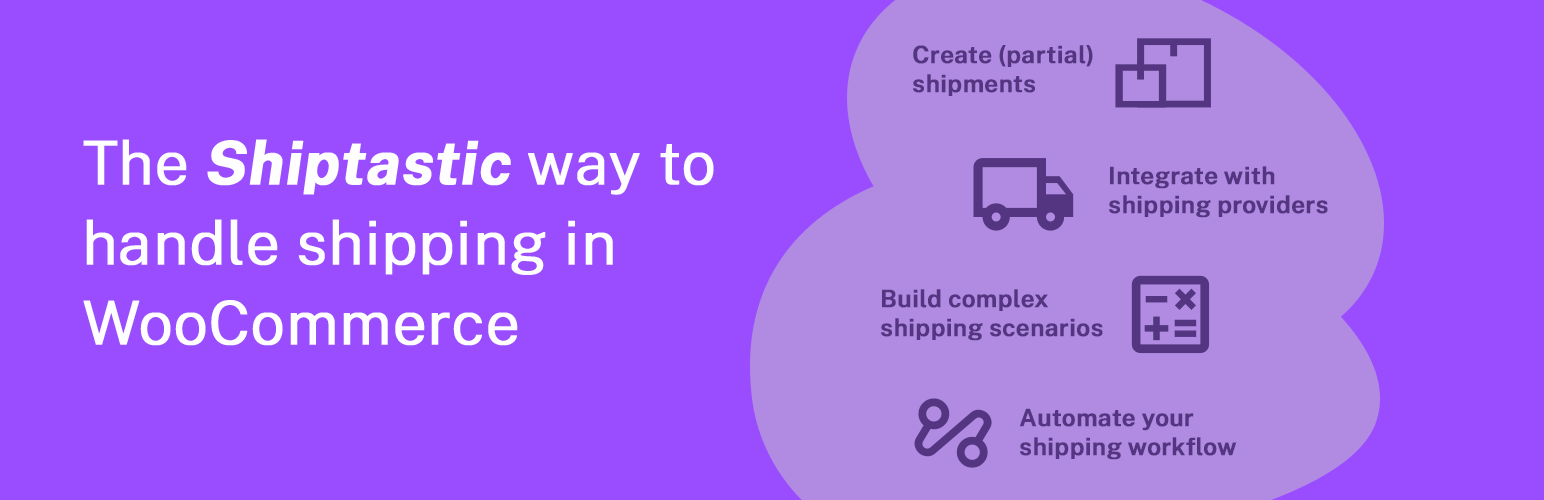 The Shiptastic way to
handle shipping in
WooCommerce
Create (partial)
shipments
Integrate with
shipping providers
Build complex
shipping scenarios
Automate your
shipping workflow